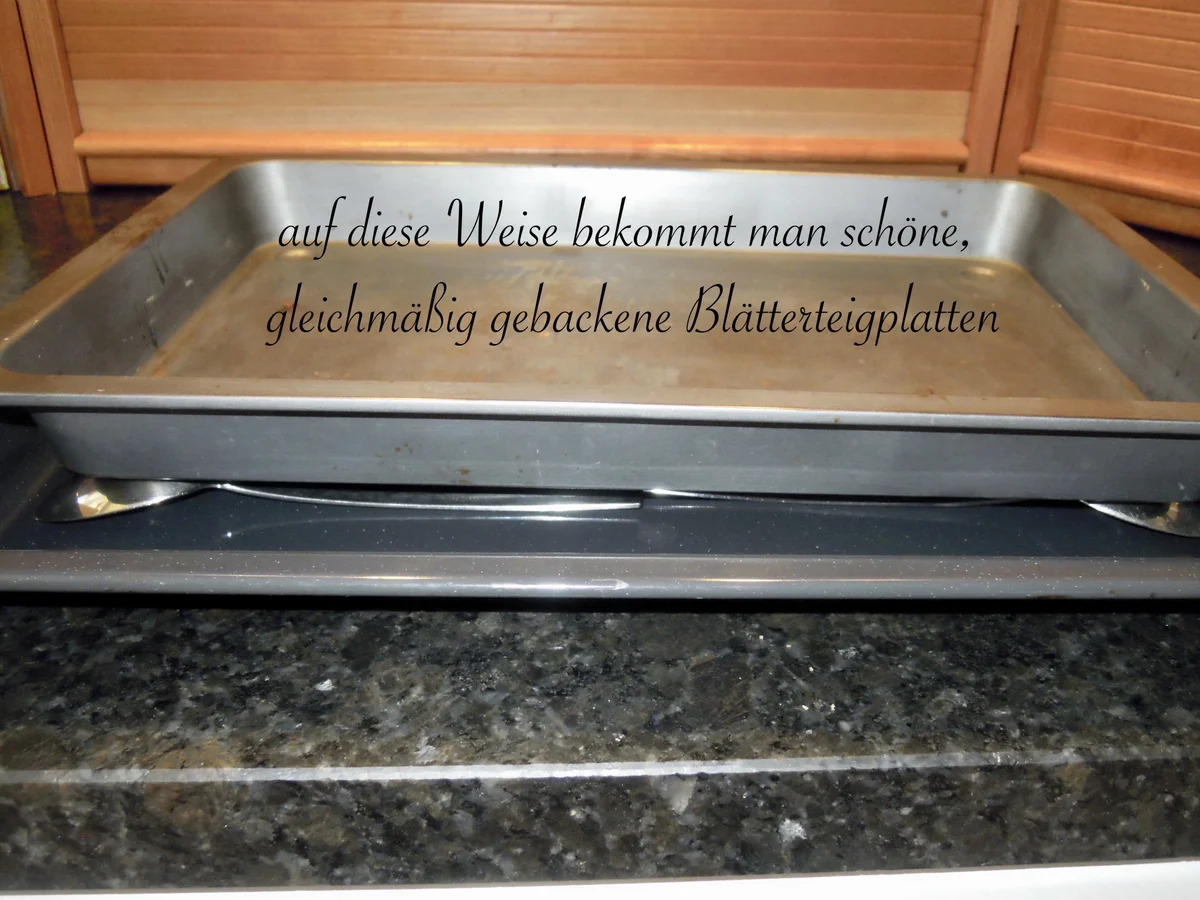 auf diese Weise bekommt man schöne,
gleichmäßig gebackene Blätterteigplatten